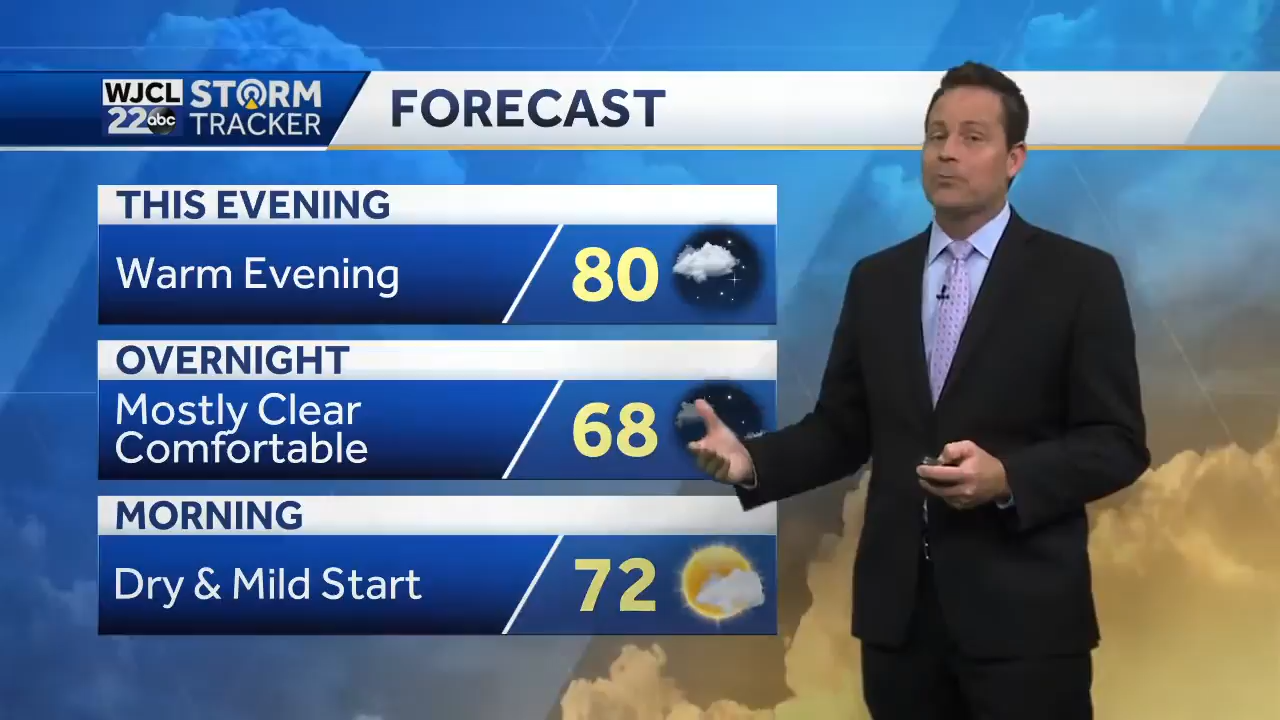 WJCL
22 abc
STORM
TRACKER
FORECAST
THIS EVENING
Warm Evening
80
OVERNIGHT
Mostly Clear
Comfortable
68
MORNING
Dry & Mild Start
72